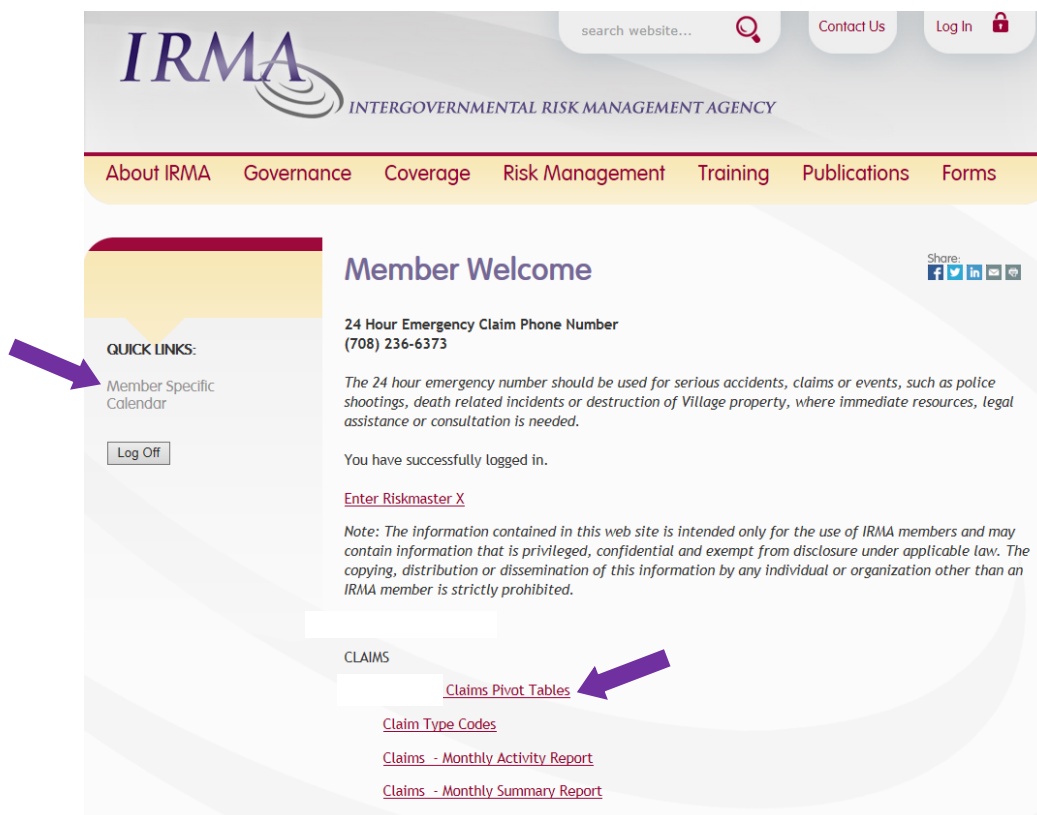 search website...
Contact Us
Log In
IRMA
INTERGOVERNMENTAL RISK MANAGEMENT AGENCY
About IRMA Governance Coverage Risk Management Training Publications Forms
Member Welcome
Share:
24 Hour Emergency Claim Phone Number
(708) 236-6373
QUICK LINKS:
Member Specific
Calendar
Log Off
The 24 hour emergency number should be used for serious accidents, claims or events, such as police
shootings, death related incidents or destruction of Village property, where immediate resources, legal
assistance or consultation is needed.
You have successfully logged in.
Enter Riskmaster X
Note: The information contained in this web site is intended only for the use of IRMA members and may
contain information that is privileged, confidential and exempt from disclosure under applicable law. The
copying, distribution or dissemination of this information by any individual or organization other than an
IRMA member is strictly prohibited.
CLAIMS
Claims Pivot Tables
Claim Type Codes
Claims - Monthly Activity Report
Claims - Monthly Summary Report